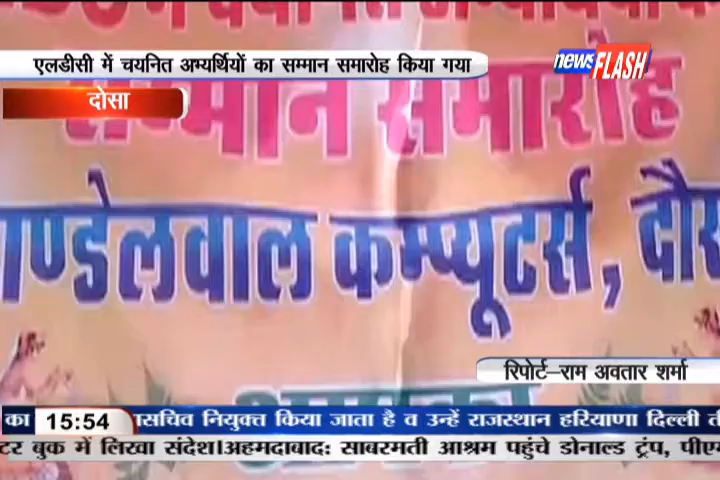 एलडीसी में चयनित अभ्यर्थियों का सम्मान समारोह किया गया
news FLASH
दोसा
सम्मान समारोह
ण्डेलवाल कम्प्यूटर्स, दौस
रिपोर्ट-राम अवतार शर्मा
का 15:54 सचिव नियुक्त किया जाता है व उन्हें राजस्थान हरियाणा दिल्ली
टर बुक में लिखा संदेश।अहमदाबाद: साबरमती आश्रम पहुंचे डोनाल्ड ट्रंप, पीएम